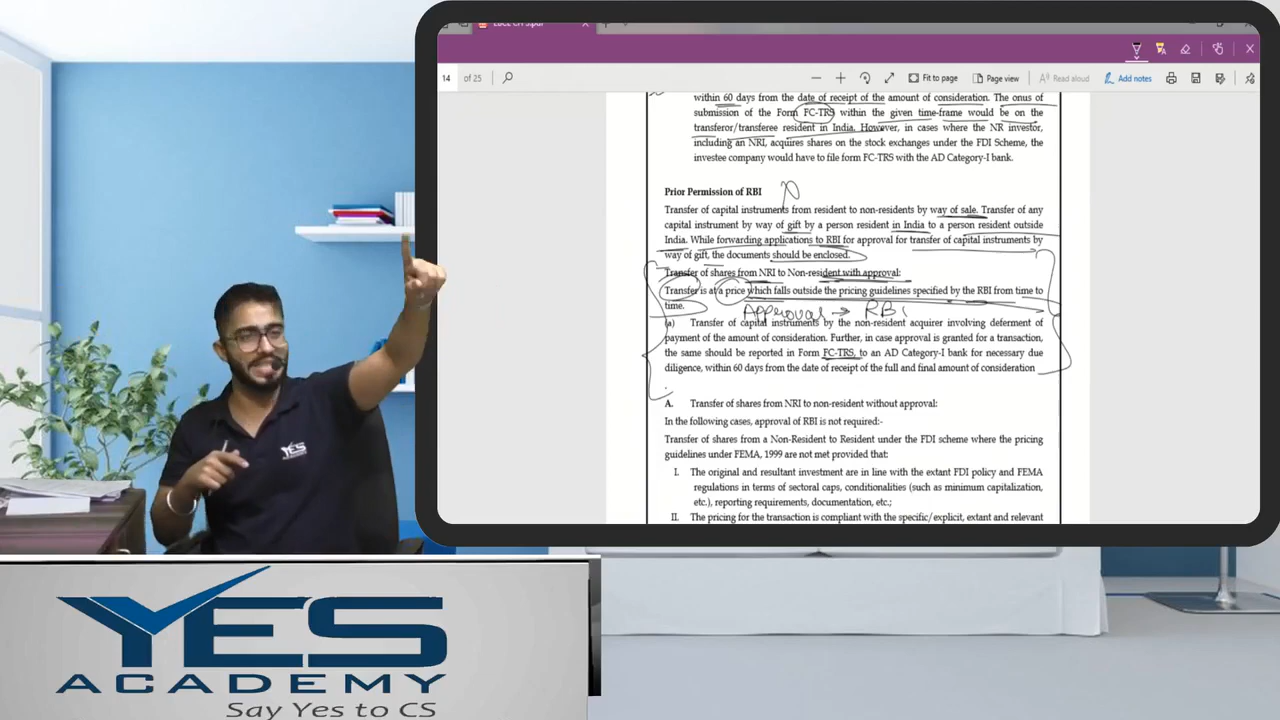 14 of 25
Fit to page
Page view
Read aloud
Add notes
within 60 days from the date of receipt of the amount of consideration. The onus of
submission of the Form FC-TRS within the given time-frame would be on the
transferor/transferee resident in India. However, in cases where the NR investor,
including an NRI, acquires shares on the stock exchanges under the FDI Scheme, the
investee company would have to file form FC-TRS with the AD Category-I bank.
Prior Permission of RBI
Transfer of capital instruments from resident to non-residents by way of sale. Transfer of any
capital instrument by way of gift by a person resident in India to a person resident outside
India. While forwarding applications to RBI for approval for transfer of capital instruments by
way of gift, the documents should be enclosed.
Transfer of shares from NRI to Non-resident with approval:
Transfer is at a price which falls outside the pricing guidelines specified by the RBI from time to
time.
Approval → RBI
(a) Transfer of capital instruments by the non-resident acquirer involving deferment of
payment of the amount of consideration. Further, in case approval is granted for a transaction,
the same should be reported in Form FC-TRS, to an AD Category-I bank for necessary due
diligence, within 60 days from the date of receipt of the full and final amount of consideration
.
A. Transfer of shares from NRI to non-resident without approval:
In the following cases, approval of RBI is not required:-
Transfer of shares from a Non-Resident to Resident under the FDI scheme where the pricing
guidelines under FEMA, 1999 are not met provided that:
I. The original and resultant investment are in line with the extant FDI policy and FEMA
regulations in terms of sectoral caps, conditionalities (such as minimum capitalization,
etc.), reporting requirements, documentation, etc.;
II. The pricing for the transaction is compliant with the specific/explicit, extant and relevant
YES
YES
ACADEMY
Say Yes to CS